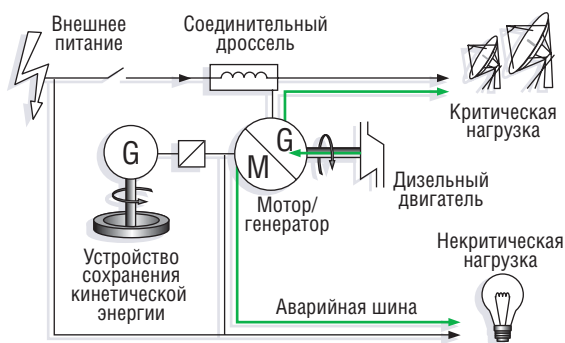 Внешнее
питание
Соединительный
дроссель
Критическая
нагрузка
G
G
M
Мотор/
генератор
Дизельный
двигатель
Устройство
сохранения
кинетической
энергии
Некритическая
нагрузка
Аварийная шина